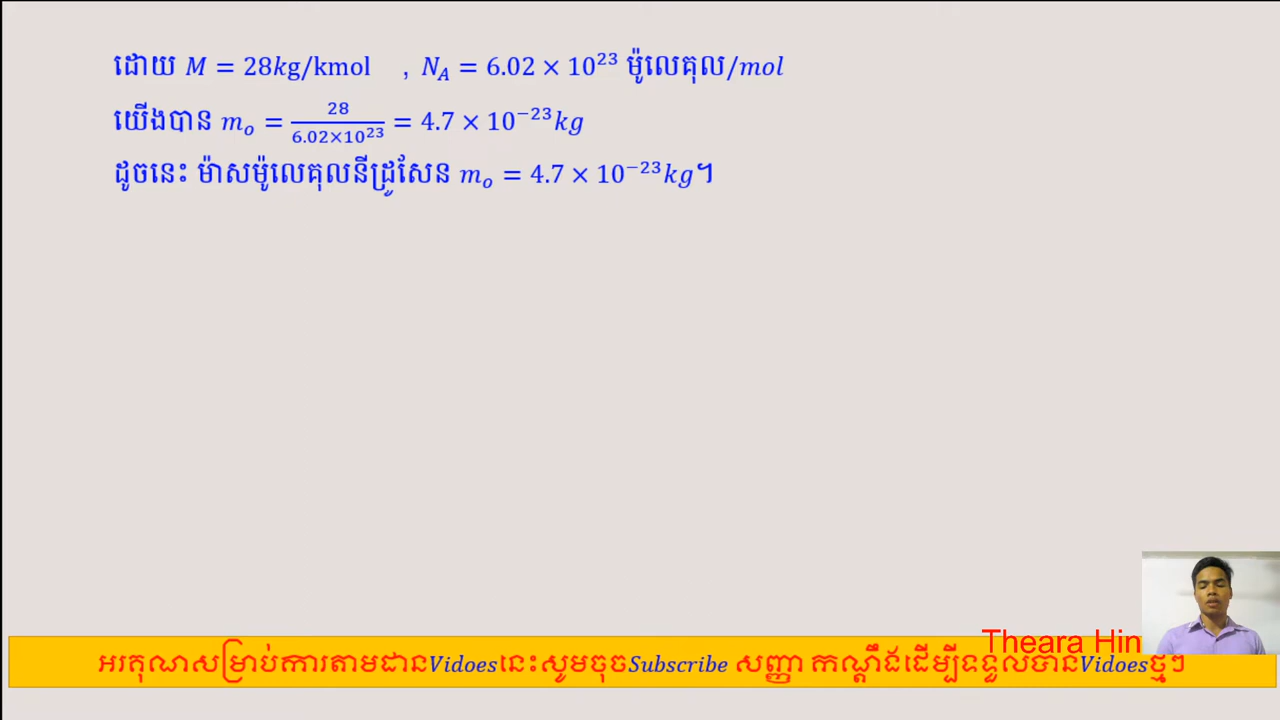 ដោយ M = 28kg/kmol , N_A = 6.02 × 10^23 ម៉ូលេគុល/mol
យើងបាន m_o = 28/(6.02×10^23) = 4.7 × 10^−23 kg
ដូចនេះ ម៉ាសម៉ូលេគុលនីដ្រូសែន m_o = 4.7 × 10^−23 kg។
Theara Hin
អរគុណសម្រាប់ការតាមដានVidoesនេះសូមចុចSubscribe សញ្ញា កណ្ដឹងដើម្បីទទួលបានVidoesថ្មៗ